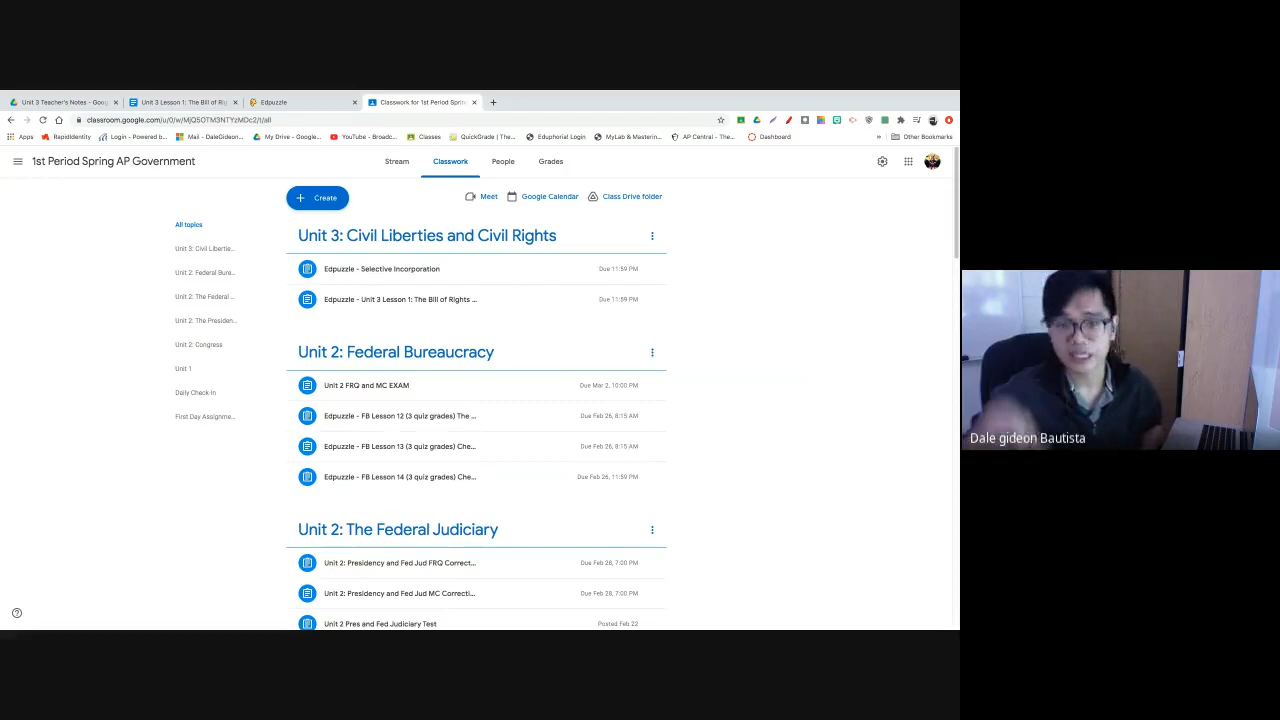 Unit 3 Teacher's Notes - Goog
Unit 3 Lesson 1: The Bill of Rig
Edpuzzle
Classwork for 1st Period Sprin
classroom.google.com/u/0/w/MjQ5OTM3NTYzMDc2/t/all
Apps
RapidIdentity
Login - Powered b...
Mail - DaleGideon...
My Drive - Google...
YouTube - Broadc...
Classes
QuickGrade | The...
Eduphorial Login
MyLab & Masterin...
AP Central - The...
Dashboard
»
Other Bookmarks
1st Period Spring AP Government
Stream
Classwork
People
Grades
Create
Meet
Google Calendar
Class Drive folder
All topics
Unit 3: Civil Libertie...
Unit 2: Federal Bure...
Unit 2: The Federal ...
Unit 2: The Presiden...
Unit 2: Congress
Unit 1
Daily Check-In
First Day Assignme...
Unit 3: Civil Liberties and Civil Rights
Edpuzzle - Selective Incorporation Due 11:59 PM
Edpuzzle - Unit 3 Lesson 1: The Bill of Rights ... Due 11:59 PM
Unit 2: Federal Bureaucracy
Unit 2 FRQ and MC EXAM Due Mar 2, 10:00 PM
Edpuzzle - FB Lesson 12 (3 quiz grades) The ... Due Feb 26, 8:15 AM
Edpuzzle - FB Lesson 13 (3 quiz grades) Che... Due Feb 26, 8:15 AM
Edpuzzle - FB Lesson 14 (3 quiz grades) Che... Due Feb 26, 11:59 PM
Unit 2: The Federal Judiciary
Unit 2: Presidency and Fed Jud FRQ Correct... Due Feb 28, 7:00 PM
Unit 2: Presidency and Fed Jud MC Correcti... Due Feb 28, 7:00 PM
Unit 2 Pres and Fed Judiciary Test Posted Feb 22
Dale gideon Bautista